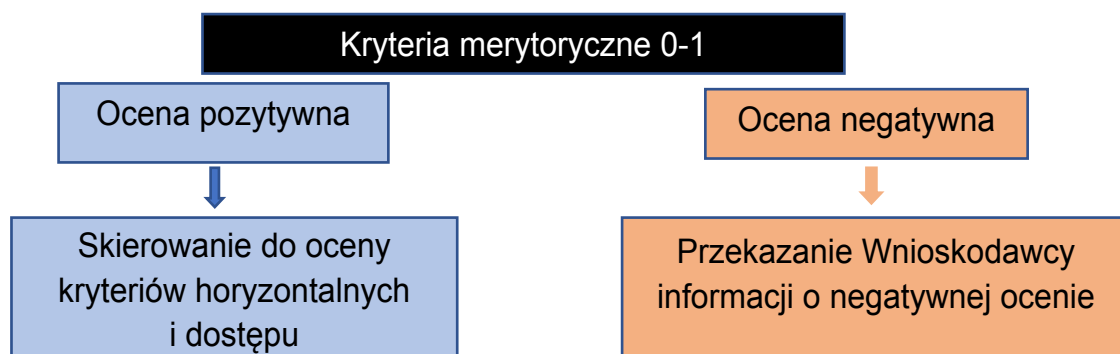 Kryteria merytoryczne 0-1
Ocena pozytywna
Ocena negatywna
Skierowanie do oceny
kryteriów horyzontalnych
i dostępu
Przekazanie Wnioskodawcy
informacji o negatywnej ocenie